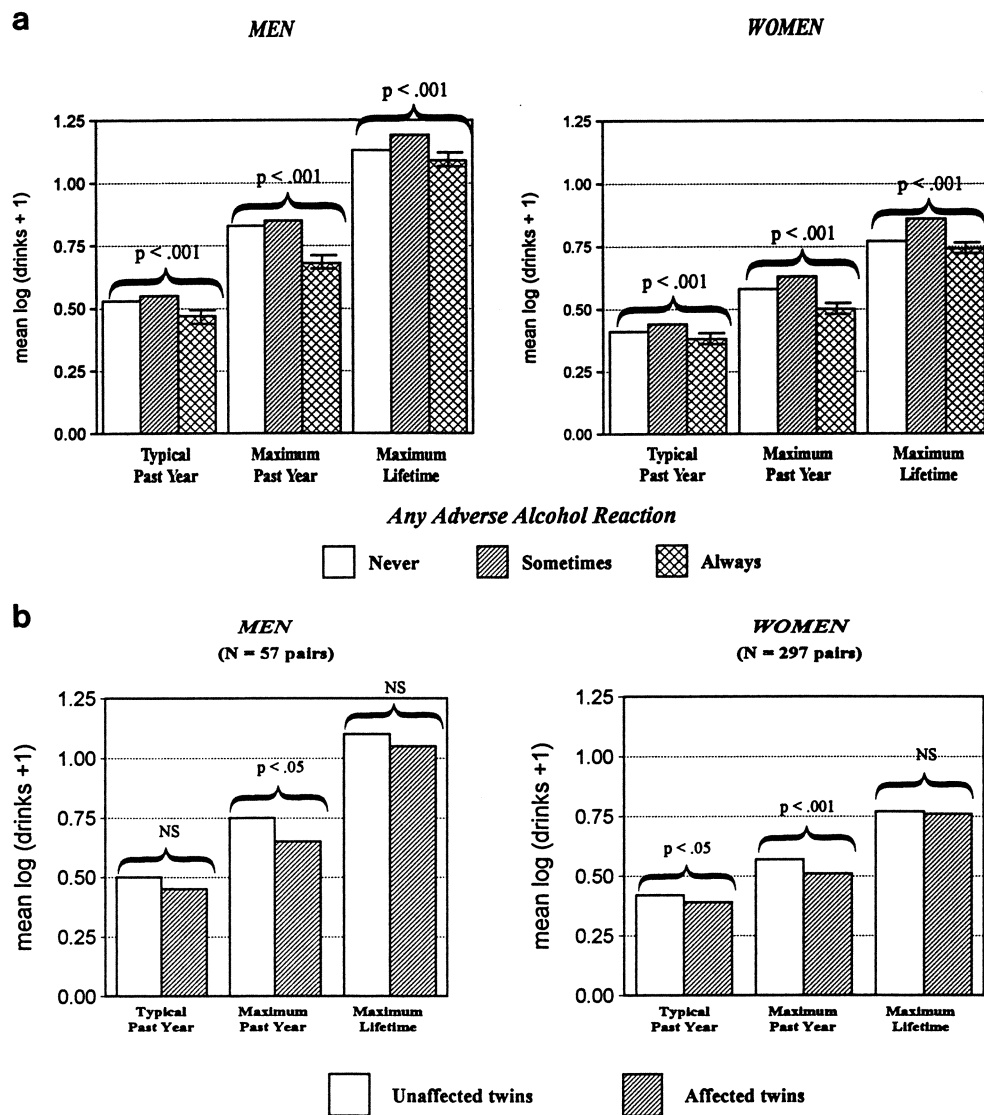 a
MEN
WOMEN
mean log (drinks + 1)
1.25
1.00
0.75
0.50
0.25
0.00
p < .001
p < .001
p < .001
Typical
Past Year
Maximum
Past Year
Maximum
Lifetime
mean log (drinks + 1)
1.25
1.00
0.75
0.50
0.25
0.00
p < .001
p < .001
p < .001
Typical
Past Year
Maximum
Past Year
Maximum
Lifetime
Any Adverse Alcohol Reaction
Never
Sometimes
Always
b
MEN
(N = 57 pairs)
WOMEN
(N = 297 pairs)
mean log (drinks +1)
1.25
1.00
0.75
0.50
0.25
0.00
NS
p < .05
NS
Typical
Past Year
Maximum
Past Year
Maximum
Lifetime
mean log (drinks +1)
1.25
1.00
0.75
0.50
0.25
0.00
p < .05
p < .001
NS
Typical
Past Year
Maximum
Past Year
Maximum
Lifetime
Unaffected twins
Affected twins